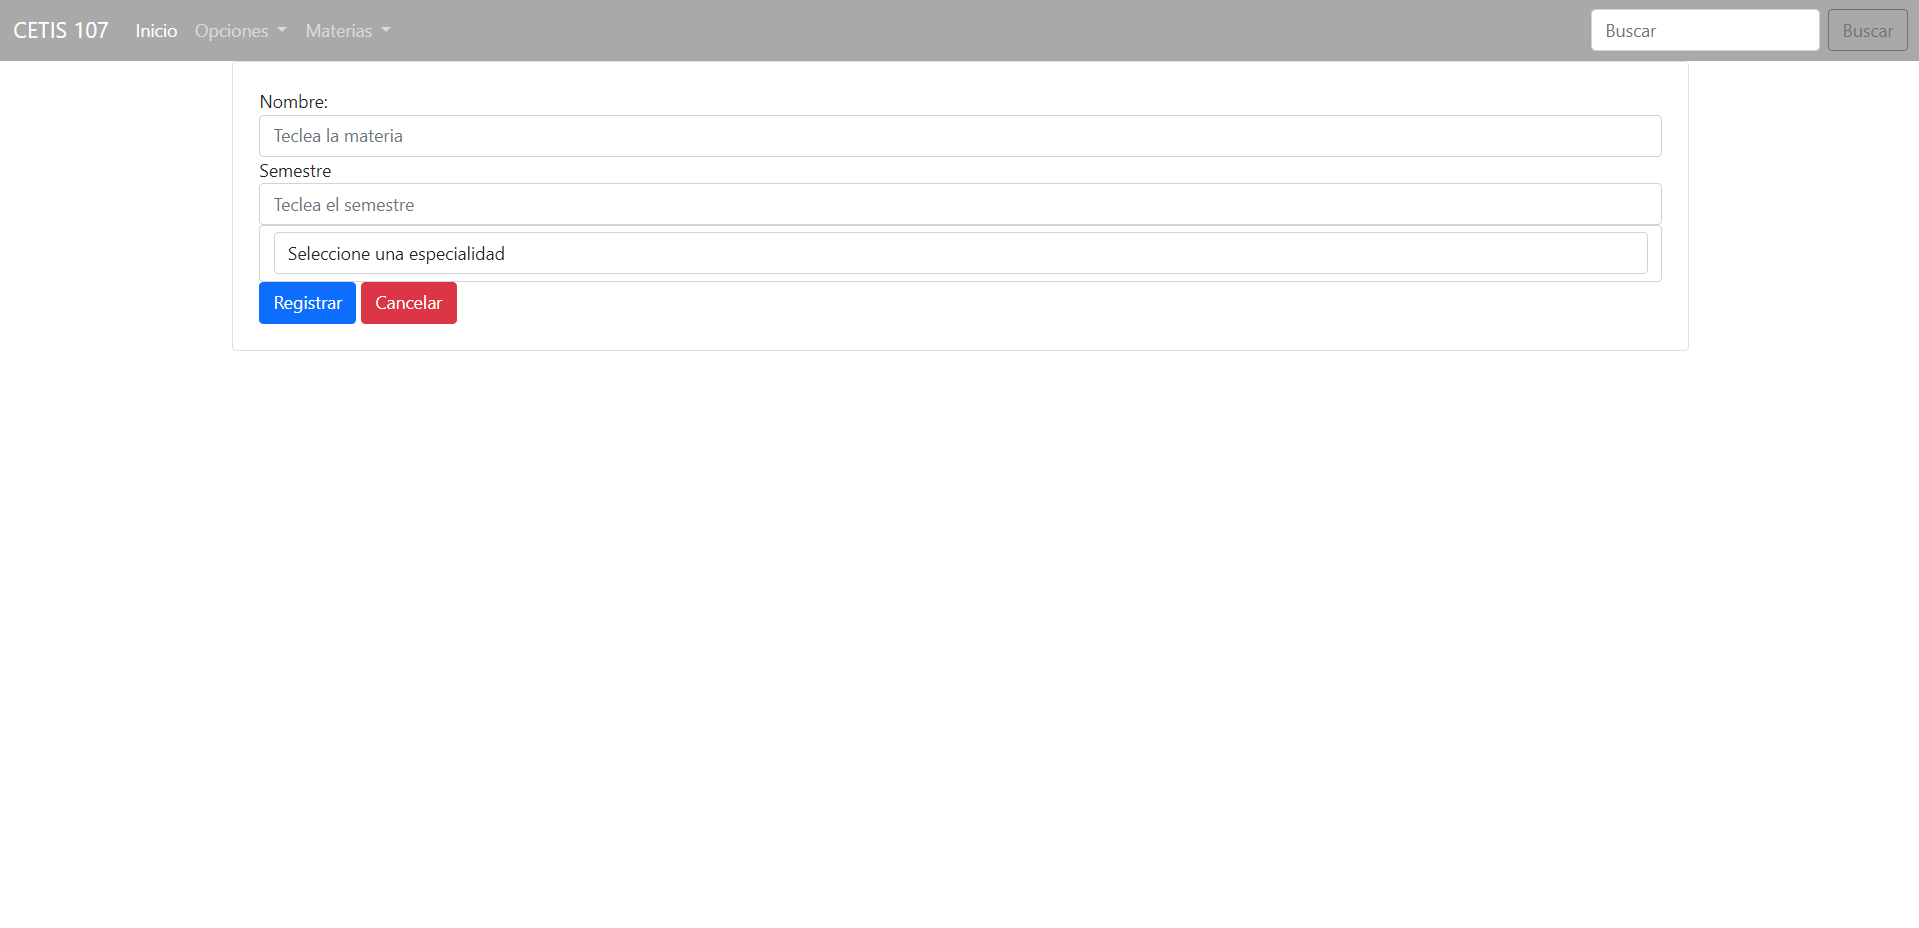 CETIS 107 Inicio Opciones Materias Buscar Buscar
Nombre:
Teclea la materia
Semestre
Teclea el semestre
Seleccione una especialidad
Registrar Cancelar